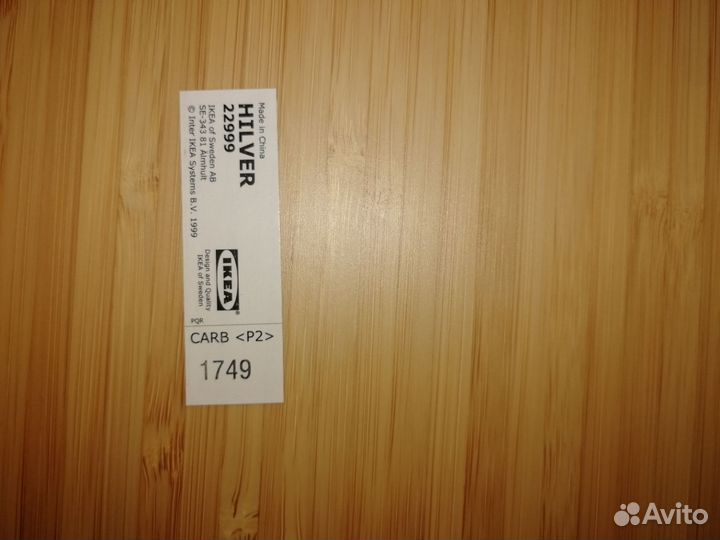 Made in China
HILVER
22999
IKEA of Sweden AB
SE-343 81 Älmhult
© Inter IKEA Systems B.V. 1999
IKEA®
Design and Quality
IKEA of Sweden
PQR
CARB <P2>
1749
Avito